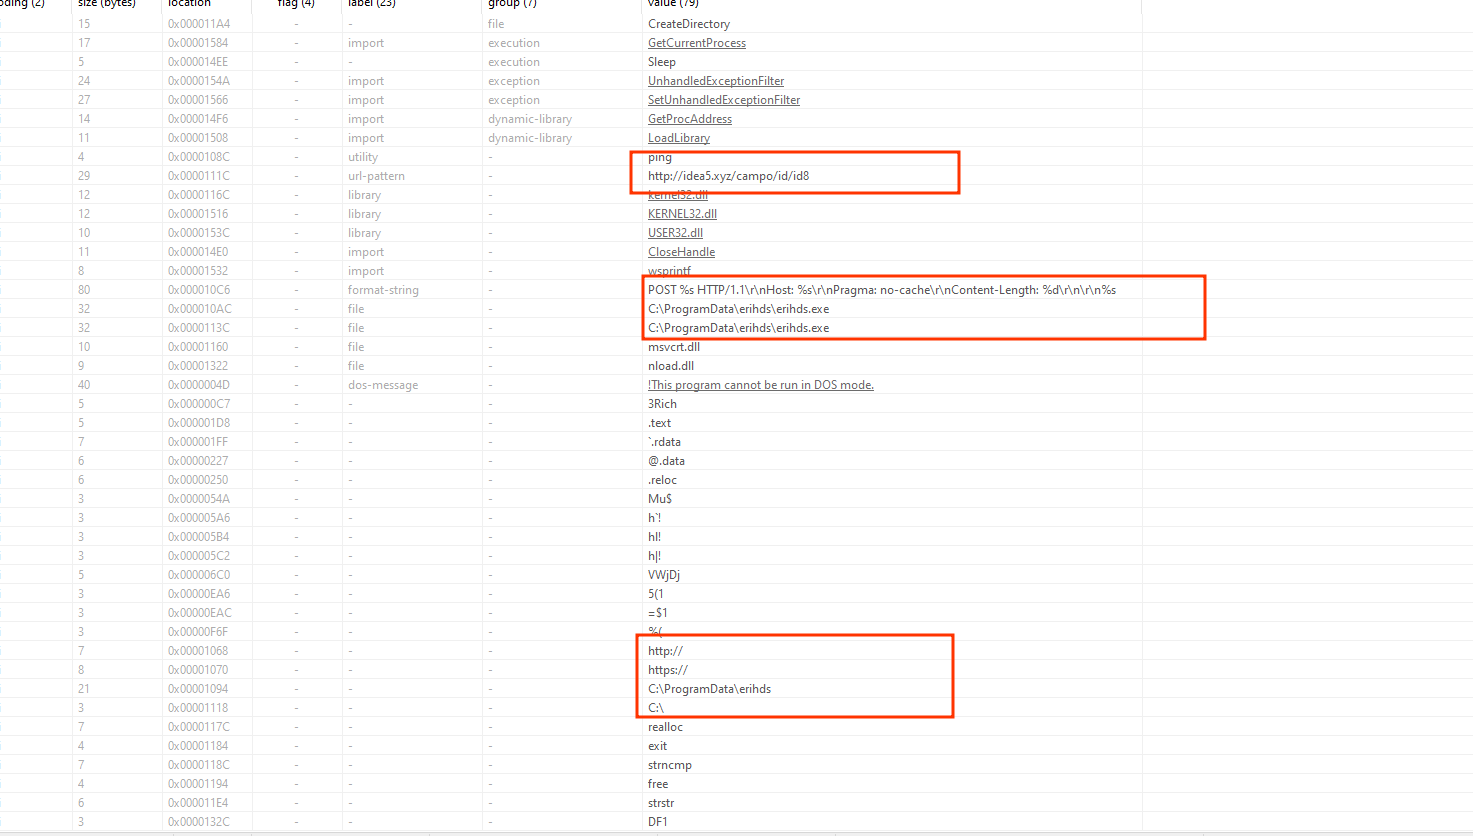 oding (2) size (bytes) location flag (4) label (23) group (7) value (79)
15 0x000011A4 - - file CreateDirectory
17 0x00001584 - import execution GetCurrentProcess
5 0x000014EE - - execution Sleep
24 0x0000154A - import exception UnhandledExceptionFilter
27 0x00001566 - import exception SetUnhandledExceptionFilter
14 0x000014F6 - import dynamic-library GetProcAddress
11 0x00001508 - import dynamic-library LoadLibrary
4 0x0000108C - utility - ping
29 0x0000111C - url-pattern - http://idea5.xyz/campo/id/id8
12 0x0000116C - library - kernel32.dll
12 0x00001516 - library - KERNEL32.dll
10 0x0000153C - library - USER32.dll
11 0x000014E0 - import - CloseHandle
8 0x00001532 - import - wsprintf
80 0x000010C6 - format-string - POST %s HTTP/1.1\r\nHost: %s\r\nPragma: no-cache\r\nContent-Length: %d\r\n\r\n%s
32 0x000010AC - file - C:\ProgramData\erihds\erihds.exe
32 0x0000113C - file - C:\ProgramData\erihds\erihds.exe
10 0x00001160 - file - msvcrt.dll
9 0x00001322 - file - nload.dll
40 0x0000004D - dos-message - !This program cannot be run in DOS mode.
5 0x000000C7 - - - 3Rich
5 0x000001D8 - - - .text
7 0x000001FF - - - `.rdata
6 0x00000227 - - - @.data
6 0x00000250 - - - .reloc
3 0x0000054A - - - Mu$
3 0x000005A6 - - - h`!
3 0x000005B4 - - - hl!
3 0x000005C2 - - - h|!
5 0x000006C0 - - - VWjDj
3 0x00000EA6 - - - 5(1
3 0x00000EAC - - - =$1
3 0x00000F6F - - - %(
7 0x00001068 - - - http://
8 0x00001070 - - - https://
21 0x00001094 - - - C:\ProgramData\erihds
3 0x00001118 - - - C:\
7 0x0000117C - - - realloc
4 0x00001184 - - - exit
7 0x0000118C - - - strncmp
4 0x00001194 - - - free
6 0x000011E4 - - - strstr
3 0x0000132C - - - DF1